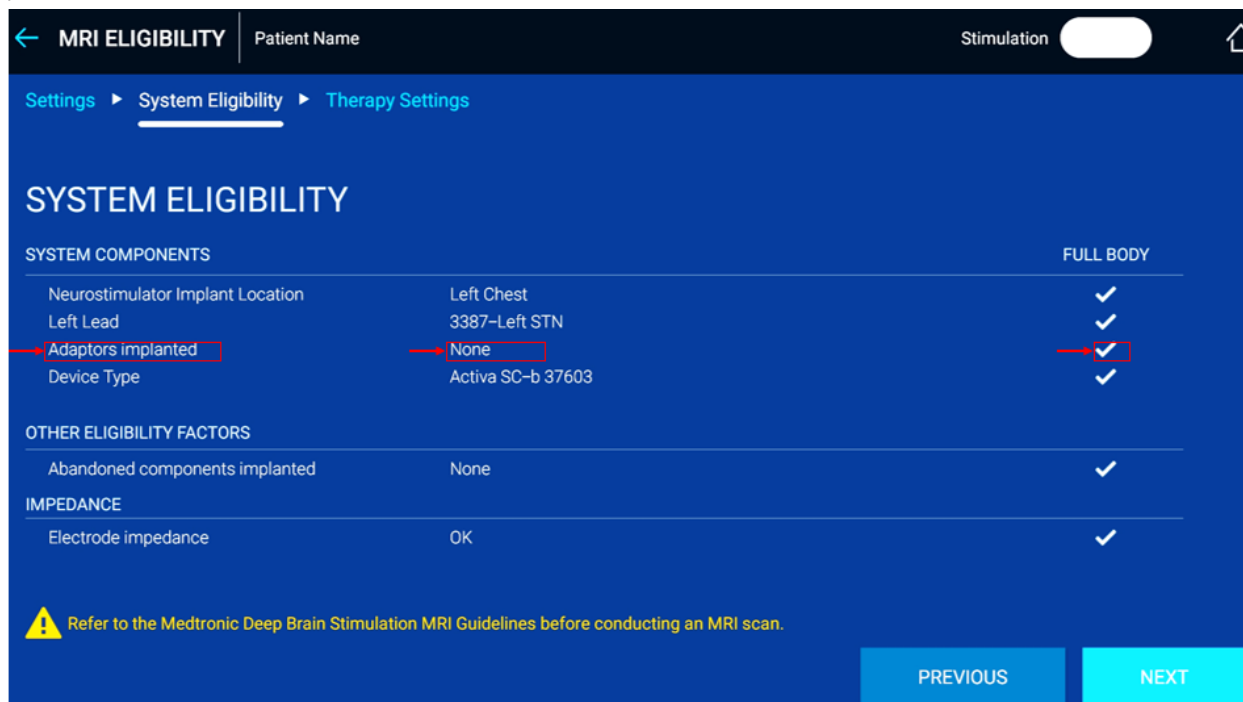 MRI ELIGIBILITY Patient Name Stimulation
Settings System Eligibility Therapy Settings
SYSTEM ELIGIBILITY
SYSTEM COMPONENTS FULL BODY
Neurostimulator Implant Location Left Chest
Left Lead 3387–Left STN
Adaptors implanted None
Device Type Activa SC–b 37603
OTHER ELIGIBILITY FACTORS
Abandoned components implanted None
IMPEDANCE
Electrode impedance OK
Refer to the Medtronic Deep Brain Stimulation MRI Guidelines before conducting an MRI scan.
PREVIOUS NEXT